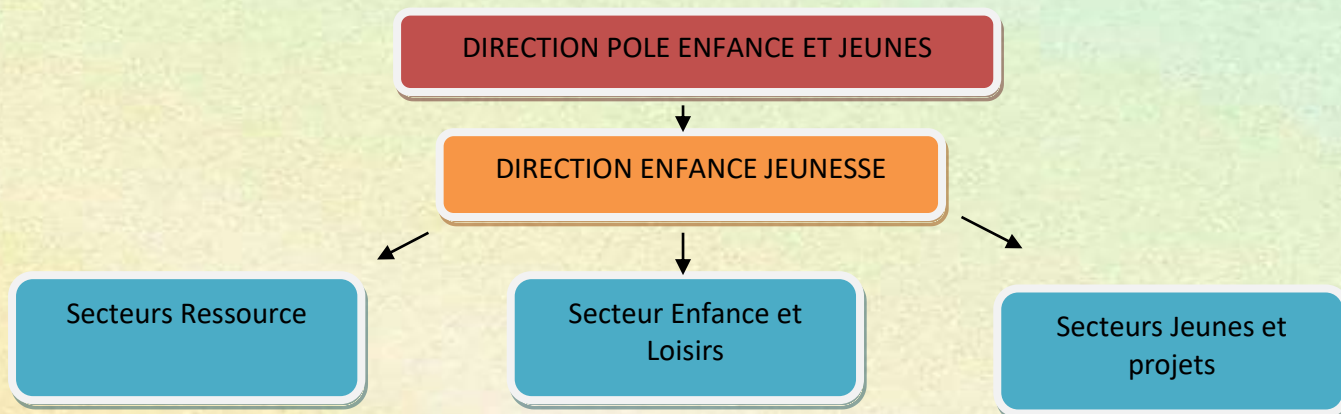 DIRECTION POLE ENFANCE ET JEUNES
DIRECTION ENFANCE JEUNESSE
Secteurs Ressource
Secteur Enfance et
Loisirs
Secteurs Jeunes et
projets